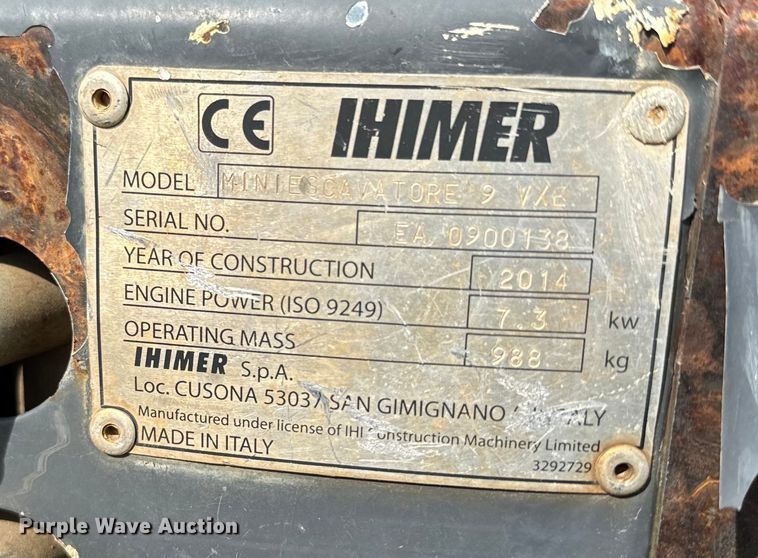 CE IHIMER
MODEL MINIESCAVATORE 9 VXE
SERIAL NO. EA 0900138
YEAR OF CONSTRUCTION 2014
ENGINE POWER (ISO 9249) 7.3 kw
OPERATING MASS 988 kg
IHIMER S.p.A.
Loc. CUSONA 53037 SAN GIMIGNANO ITALY
Manufactured under license of IHI Construction Machinery Limited
MADE IN ITALY
3292729
Purple Wave Auction